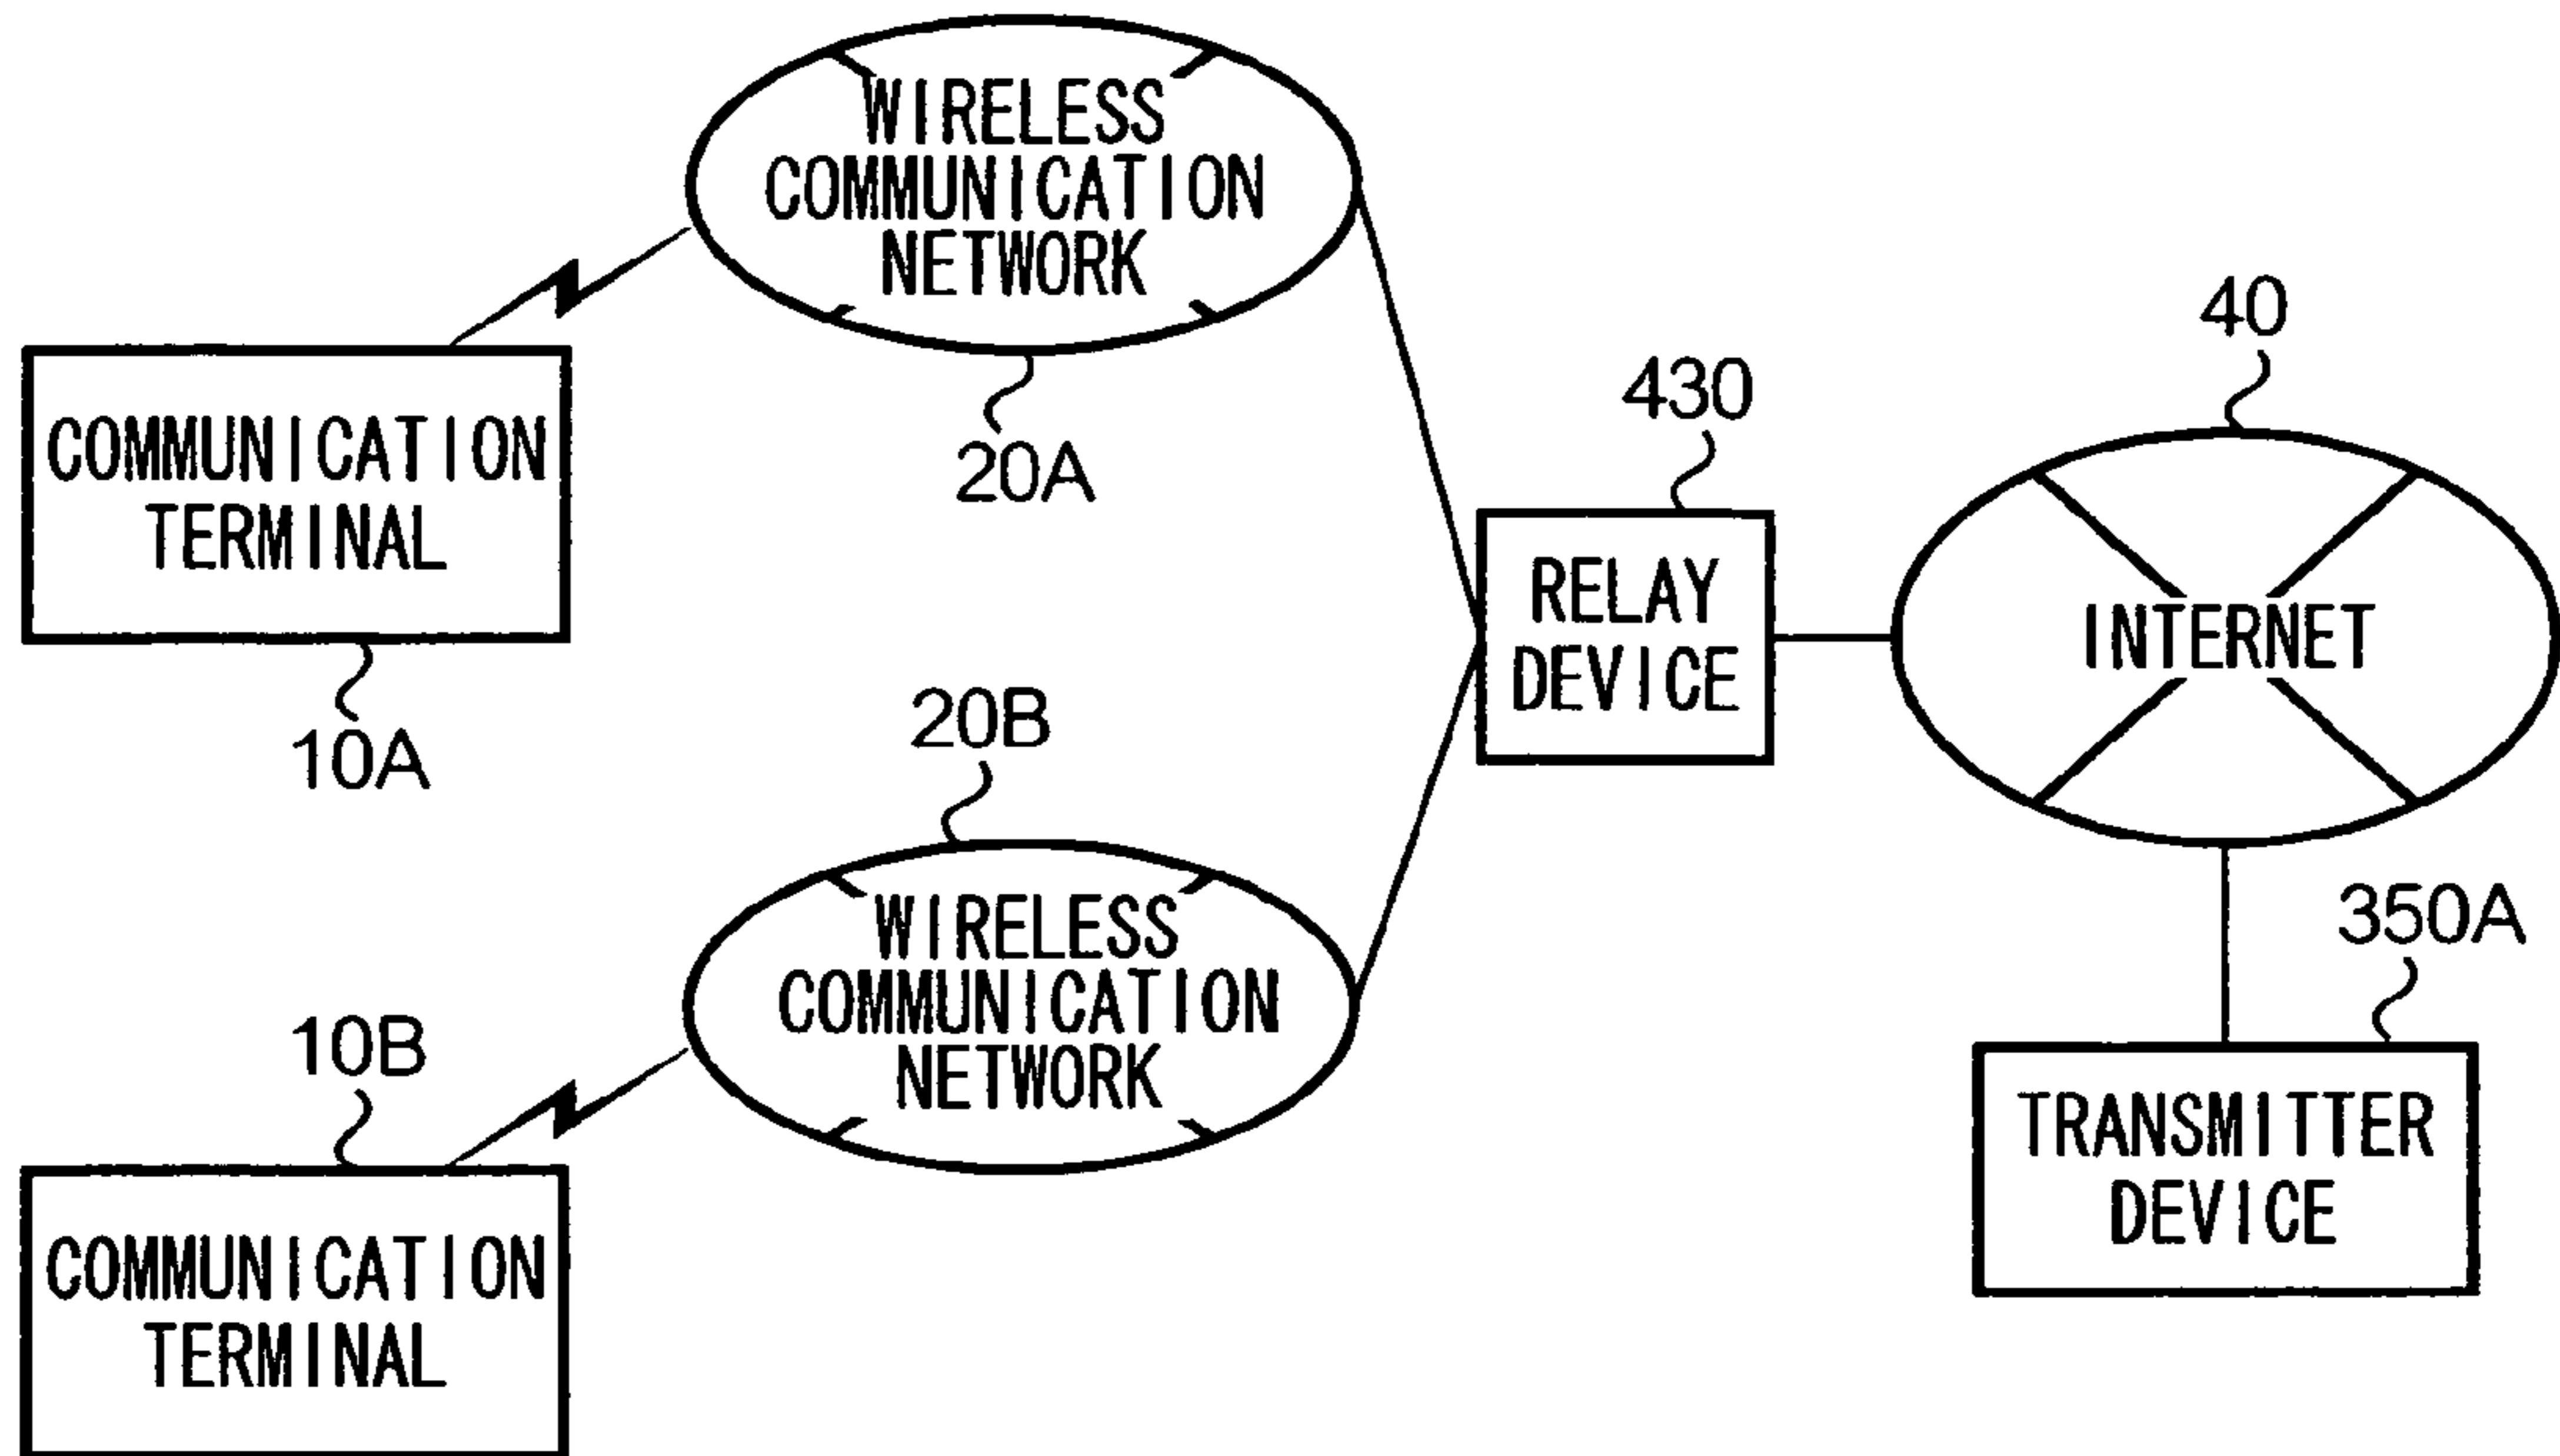 WIRELESS
COMMUNICATION
NETWORK
20A
COMMUNICATION
TERMINAL
10A
40
430
RELAY
DEVICE
INTERNET
20B
WIRELESS
COMMUNICATION
NETWORK
10B
COMMUNICATION
TERMINAL
350A
TRANSMITTER
DEVICE